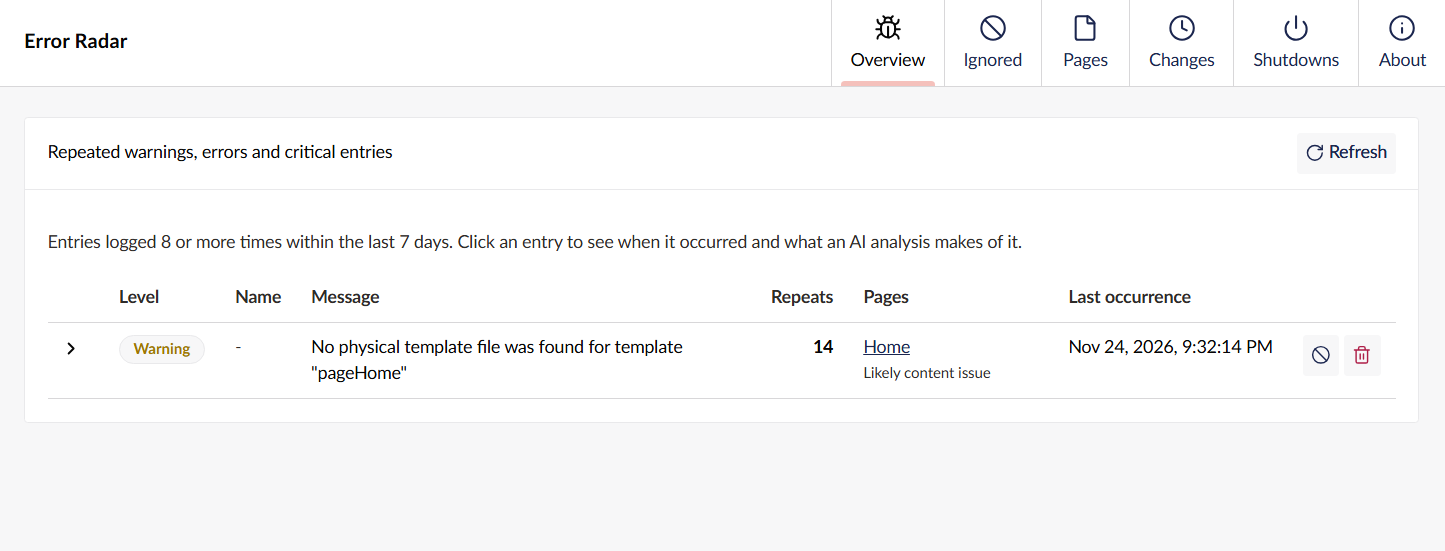 Error Radar
Overview
Ignored
Pages
Changes
Shutdowns
About
Repeated warnings, errors and critical entries
Refresh
Entries logged 8 or more times within the last 7 days. Click an entry to see when it occurred and what an AI analysis makes of it.
Level Name Message Repeats Pages Last occurrence
Warning - No physical template file was found for template 14 Home Nov 24, 2026, 9:32:14 PM
"pageHome" Likely content issue